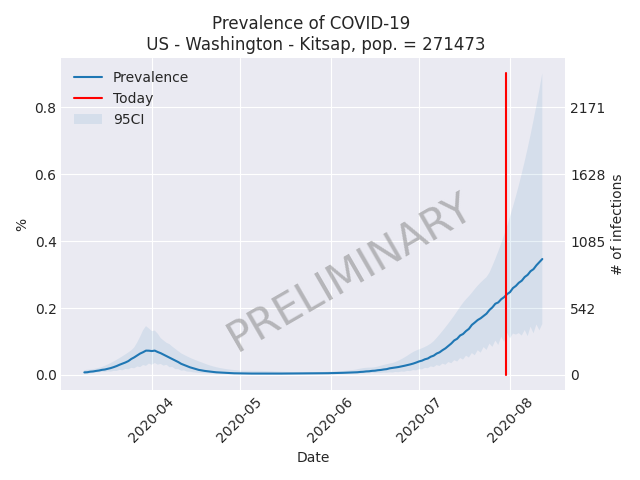 Prevalence of COVID-19
US - Washington - Kitsap, pop. = 271473
Prevalence
Today
95CI
0.8
0.6
0.4
0.2
0.0
%
2171
1628
1085
542
0
# of infections
PRELIMINARY
2020-04
2020-05
2020-06
2020-07
2020-08
Date